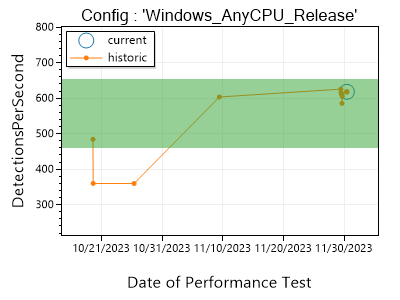 Config : 'Windows_AnyCPU_Release'
800
700
600
500
400
300
current
historic
DetectionsPerSecond
10/21/2023 10/31/2023 11/10/2023 11/20/2023 11/30/2023
Date of Performance Test